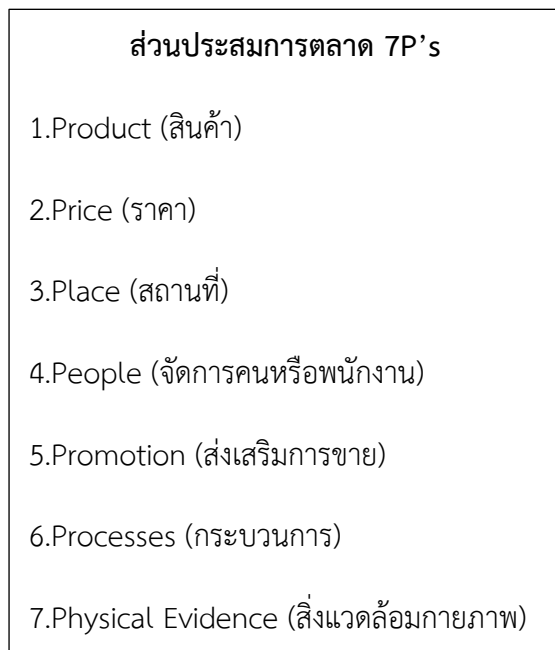 ส่วนประสมการตลาด 7P’s
1.Product (สินค้า)
2.Price (ราคา)
3.Place (สถานที่)
4.People (จัดการคนหรือพนักงาน)
5.Promotion (ส่งเสริมการขาย)
6.Processes (กระบวนการ)
7.Physical Evidence (สิ่งแวดล้อมกายภาพ)